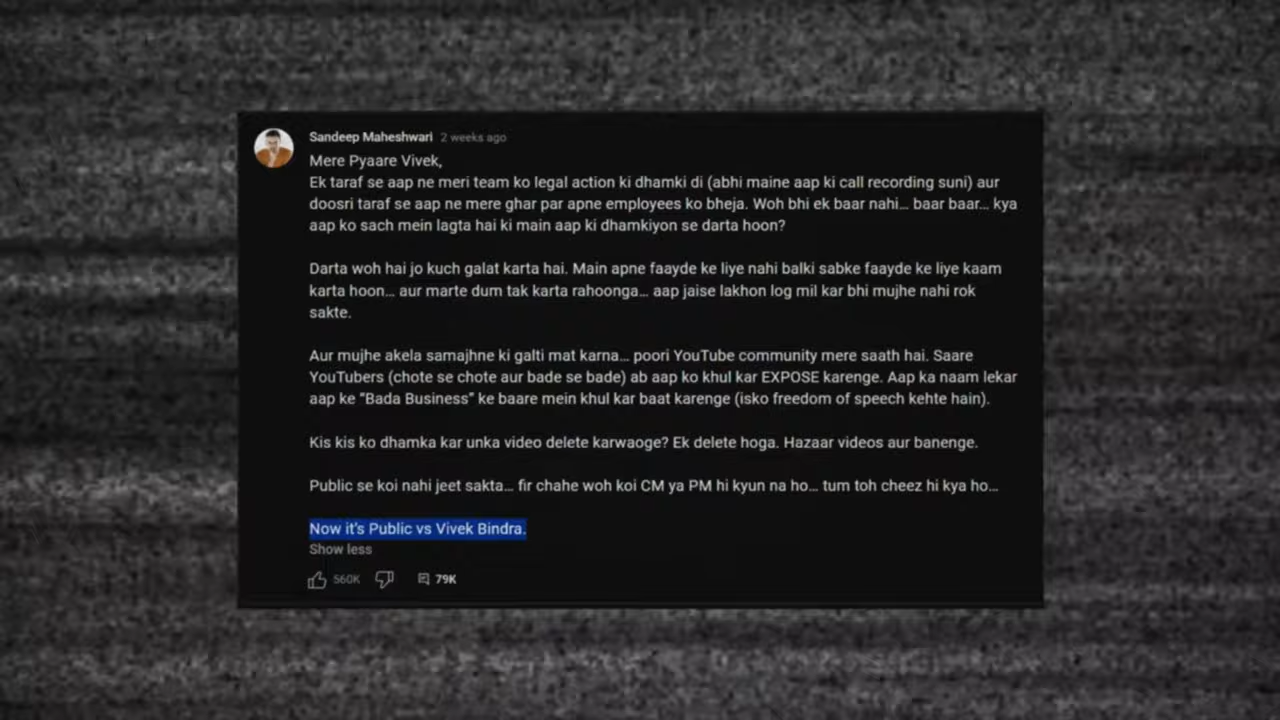 Sandeep Maheshwari 2 weeks ago
Mere Pyaare Vivek,
Ek taraf se aap ne meri team ko legal action ki dhamki di (abhi maine aap ki call recording suni) aur
doosri taraf se aap ne mere ghar par apne employees ko bheja. Woh bhi ek baar nahi... baar baar... kya
aap ko sach mein lagta hai ki main aap ki dhamkiyon se darta hoon?
Darta woh hai jo kuch galat karta hai. Main apne faayde ke liye nahi balki sabke faayde ke liye kaam
karta hoon... aur marte dum tak karta rahoonga... aap jaise lakhon log mil kar bhi mujhe nahi rok
sakte.
Aur mujhe akela samajhne ki galti mat karna... poori YouTube community mere saath hai. Saare
YouTubers (chote se chote aur bade se bade) ab aap ko khul kar EXPOSE karenge. Aap ka naam lekar
aap ke "Bada Business" ke baare mein khul kar baat karenge (isko freedom of speech kehte hain).
Kis kis ko dhamka kar unka video delete karwaoge? Ek delete hoga. Hazaar videos aur banenge.
Public se koi nahi jeet sakta... fir chahe woh koi CM ya PM hi kyun na ho... tum toh cheez hi kya ho...
Now it's Public vs Vivek Bindra.
Show less
560K 79K